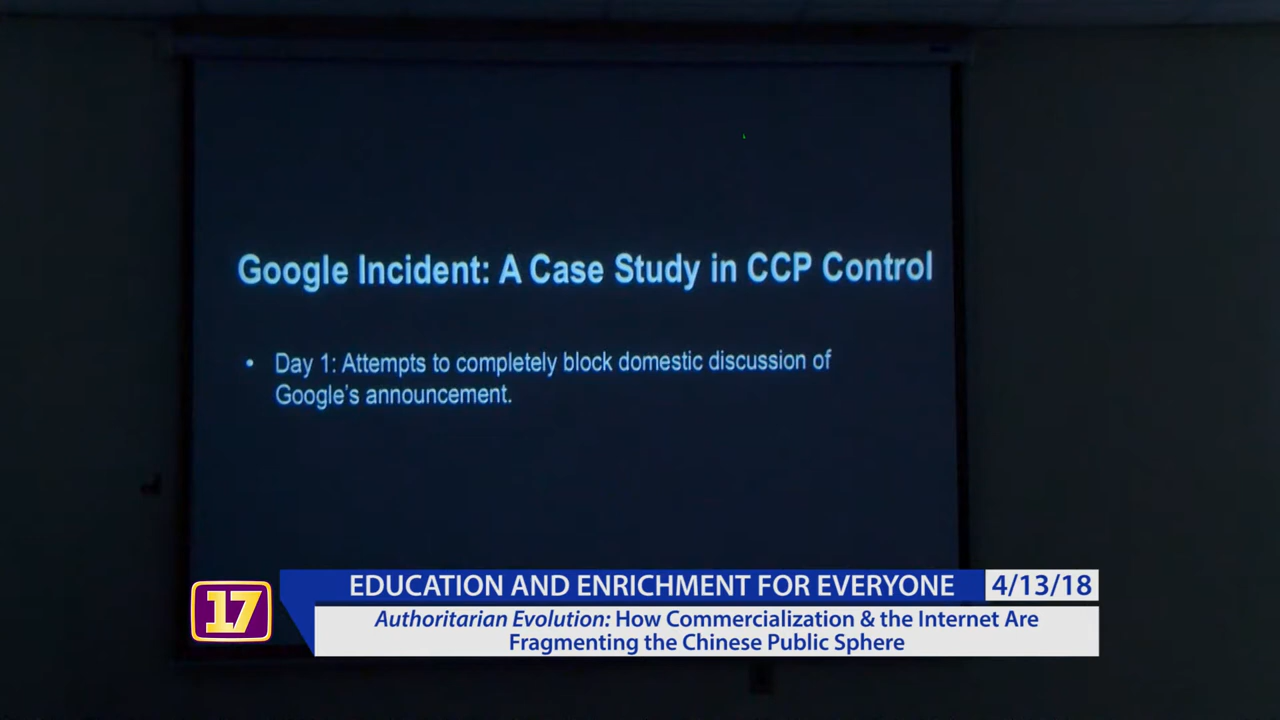 Google Incident: A Case Study in CCP Control
• Day 1: Attempts to completely block domestic discussion of
Google's announcement.
17
EDUCATION AND ENRICHMENT FOR EVERYONE
4/13/18
Authoritarian Evolution: How Commercialization & the Internet Are
Fragmenting the Chinese Public Sphere